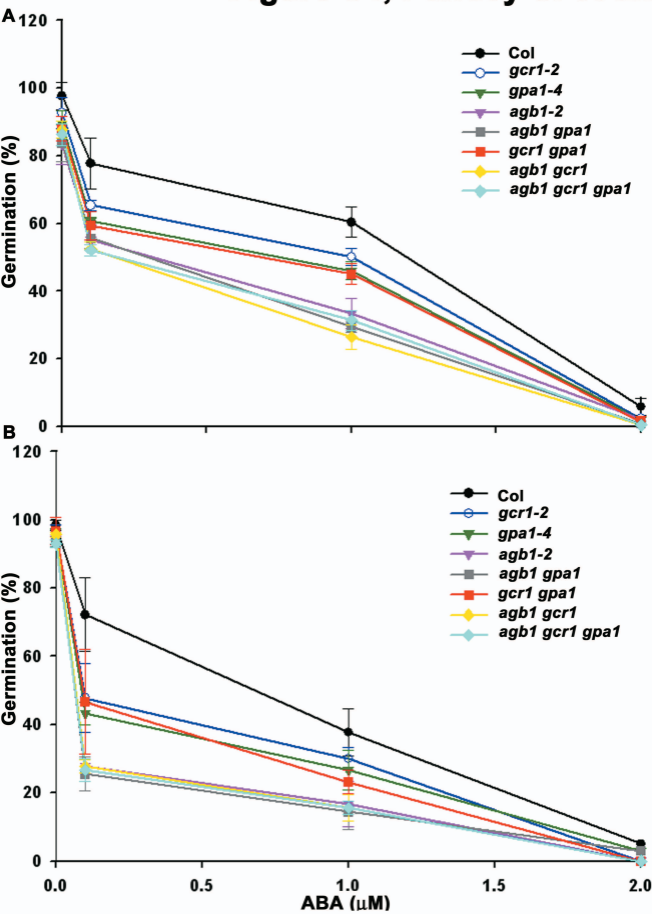 A
120
100
80
60
40
20
0
Germination (%)
Col
gcr1-2
gpa1-4
agb1-2
agb1 gpa1
gcr1 gpa1
agb1 gcr1
agb1 gcr1 gpa1
B
120
100
80
60
40
20
0
Germination (%)
Col
gcr1-2
gpa1-4
agb1-2
agb1 gpa1
gcr1 gpa1
agb1 gcr1
agb1 gcr1 gpa1
0.0 0.5 1.0 1.5 2.0
ABA (μM)